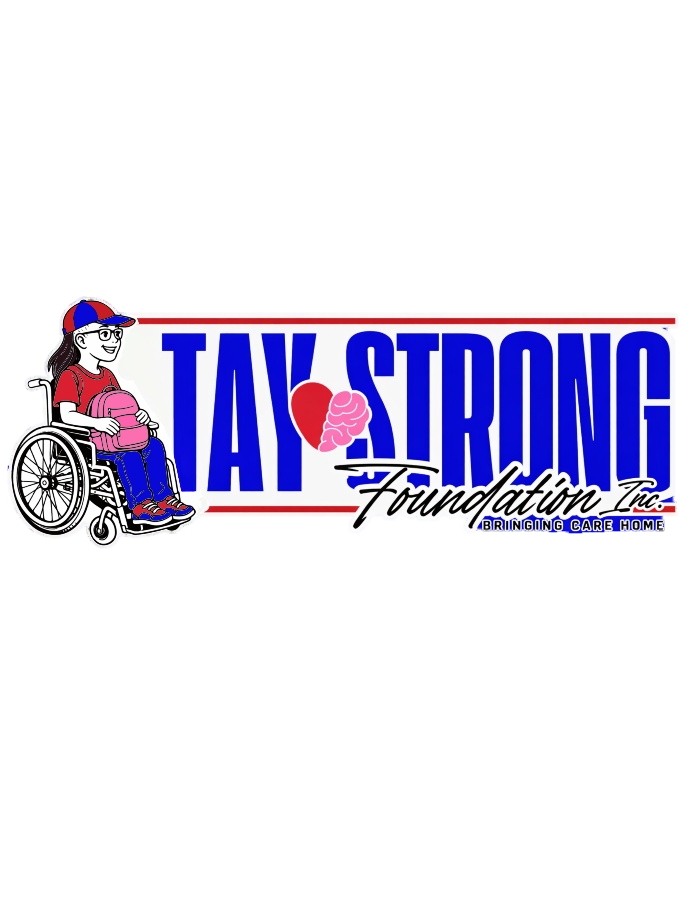 TAY STRONG
Foundation Inc.
BRINGING CARE HOME